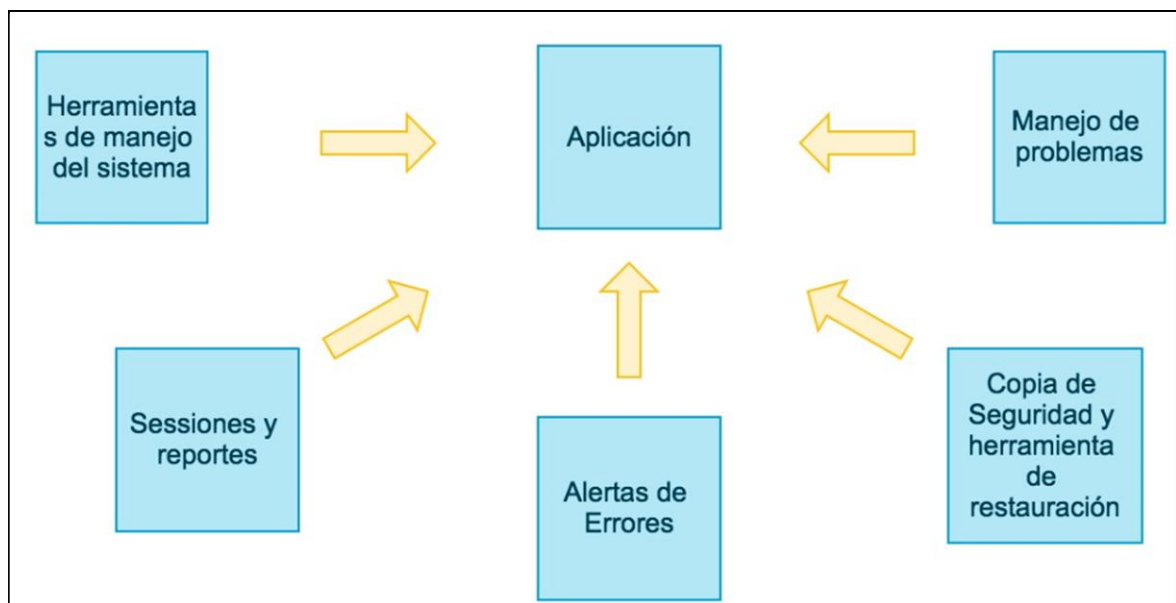 Herramienta
s de manejo
del sistema
Aplicación
Manejo de
problemas
Sessiones y
reportes
Alertas de
Errores
Copia de
Seguridad y
herramienta
de
restauración